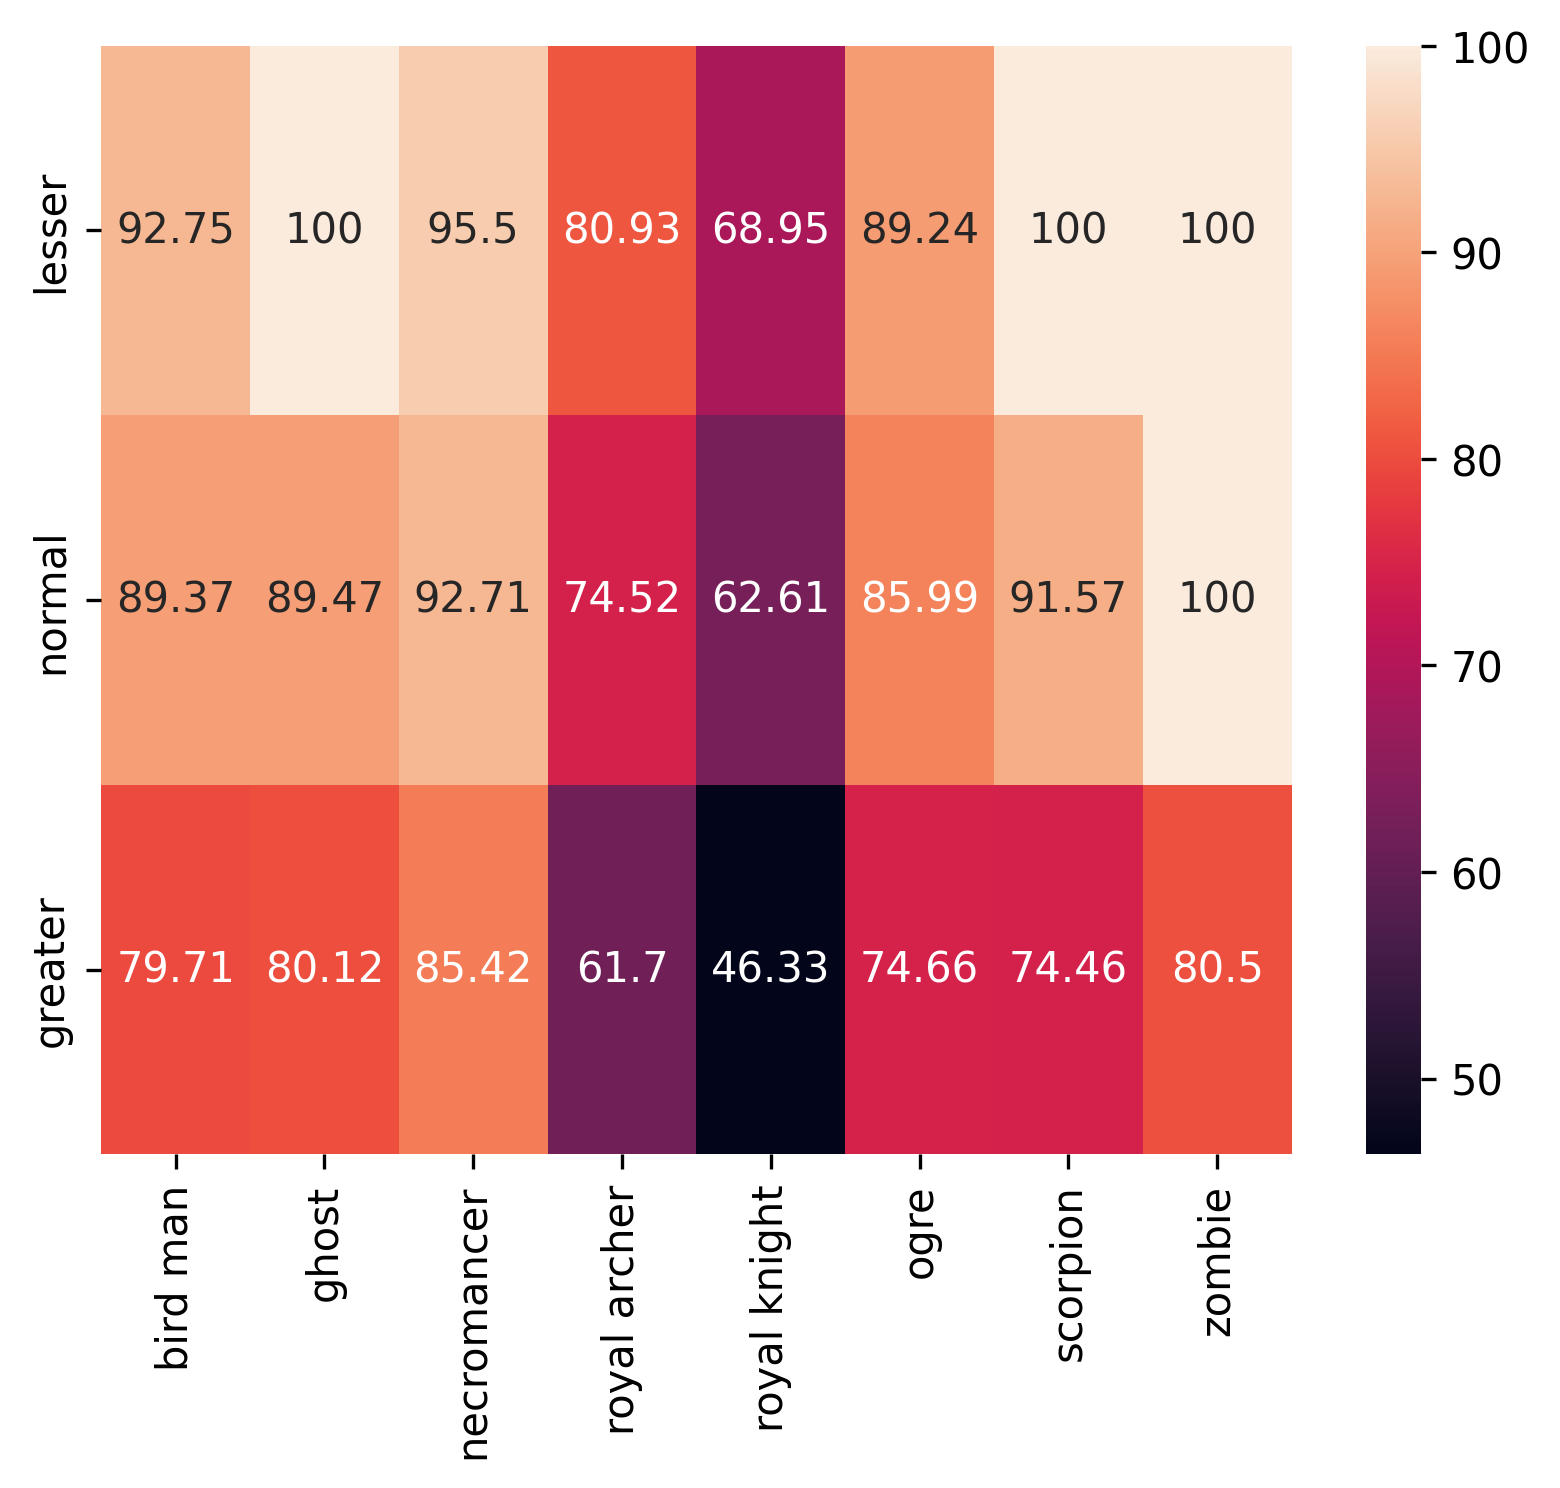 lesser
92.75 100 95.5 80.93 68.95 89.24 100 100
normal
89.37 89.47 92.71 74.52 62.61 85.99 91.57 100
greater
79.71 80.12 85.42 61.7 46.33 74.66 74.46 80.5
bird man
ghost
necromancer
royal archer
royal knight
ogre
scorpion
zombie
100
90
80
70
60
50